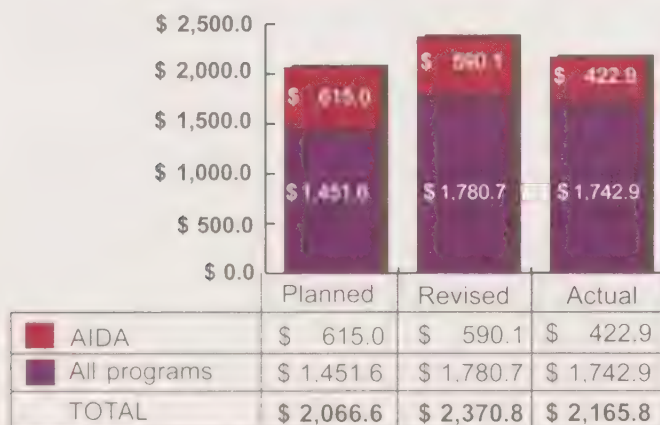 $ 2,500.0
$ 2,000.0
$ 1,500.0
$ 1,000.0
$ 500.0
$ 0.0
$ 615.0 $ 590.1 $ 422.9
$ 1,451.6 $ 1,780.7 $ 1,742.9
Planned Revised Actual
AIDA $ 615.0 $ 590.1 $ 422.9
All programs $ 1,451.6 $ 1,780.7 $ 1,742.9
TOTAL $ 2,066.6 $ 2,370.8 $ 2,165.8